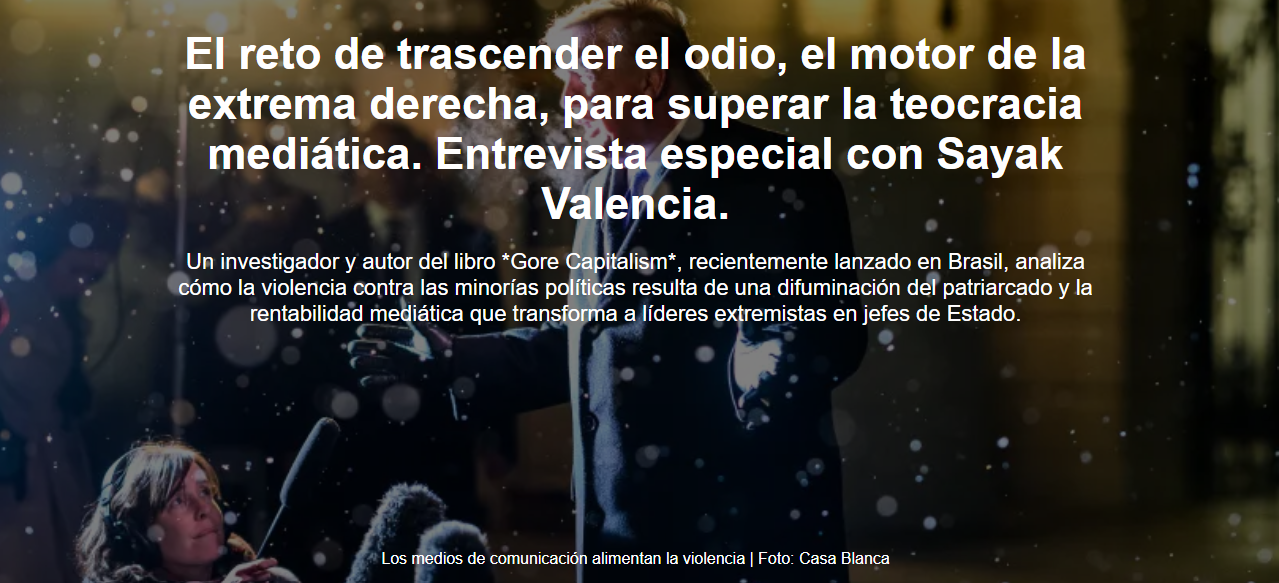 El reto de trascender el odio, el motor de la
extrema derecha, para superar la teocracia
mediática. Entrevista especial con Sayak
Valencia.
Un investigador y autor del libro *Gore Capitalism*, recientemente lanzado en Brasil, analiza
cómo la violencia contra las minorías políticas resulta de una difuminación del patriarcado y la
rentabilidad mediática que transforma a líderes extremistas en jefes de Estado.
Los medios de comunicación alimentan la violencia | Foto: Casa Blanca